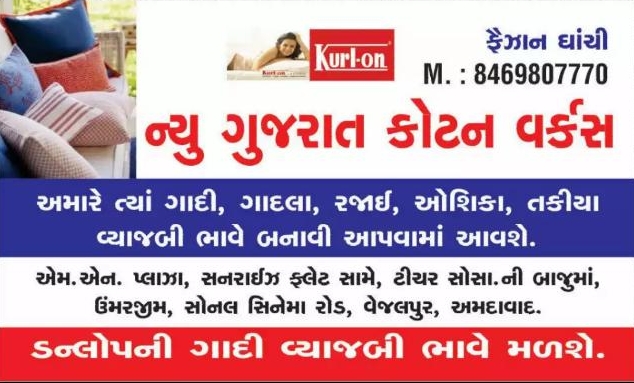 Kurl-on
ફૈઝાન ઘાંચી
M. : 8469807770
ન્યુ ગુજરાત કોટન વર્કસ
અમારે ત્યાં ગાદી, ગાદલા, રજાઇ, ઓશિકા, તકીયા
વ્યાજબી ભાવે બનાવી આપવામાં આવશે.
એમ.એન. પ્લાઝા, સનરાઈઝ ફ્લેટ સામે, ટીચર સોસા.ની બાજુમાં,
ઉંમરજીમ, સોનલ સિનેમા રોડ, વેજલપુર, અમદાવાદ.
ડનલોપની ગાદી વ્યાજબી ભાવે મળશે.